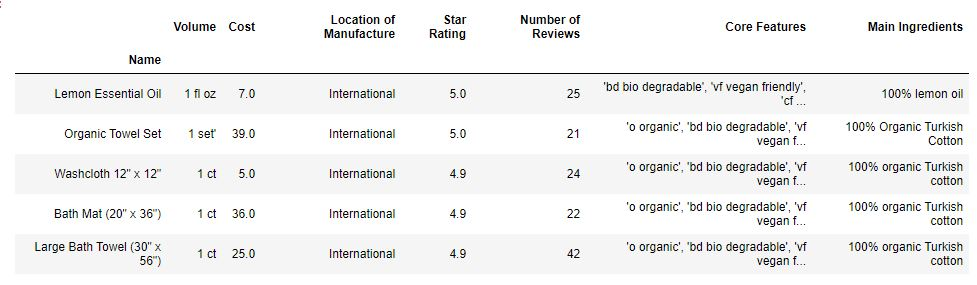 Volume Cost Location of Manufacture Star Rating Number of Reviews Core Features Main Ingredients
Name
Lemon Essential Oil 1 fl oz 7.0 International 5.0 25 'bd bio degradable', 'vf vegan friendly', 'cf ... 100% lemon oil
Organic Towel Set 1 set' 39.0 International 5.0 21 'o organic', 'bd bio degradable', 'vf vegan f... 100% Organic Turkish Cotton
Washcloth 12" x 12" 1 ct 5.0 International 4.9 24 'o organic', 'bd bio degradable', 'vf vegan f... 100% organic Turkish cotton
Bath Mat (20" x 36") 1 ct 36.0 International 4.9 22 'o organic', 'bd bio degradable', 'vf vegan f... 100% organic Turkish cotton
Large Bath Towel (30" x 56") 1 ct 25.0 International 4.9 42 'o organic', 'bd bio degradable', 'vf vegan f... 100% organic Turkish cotton